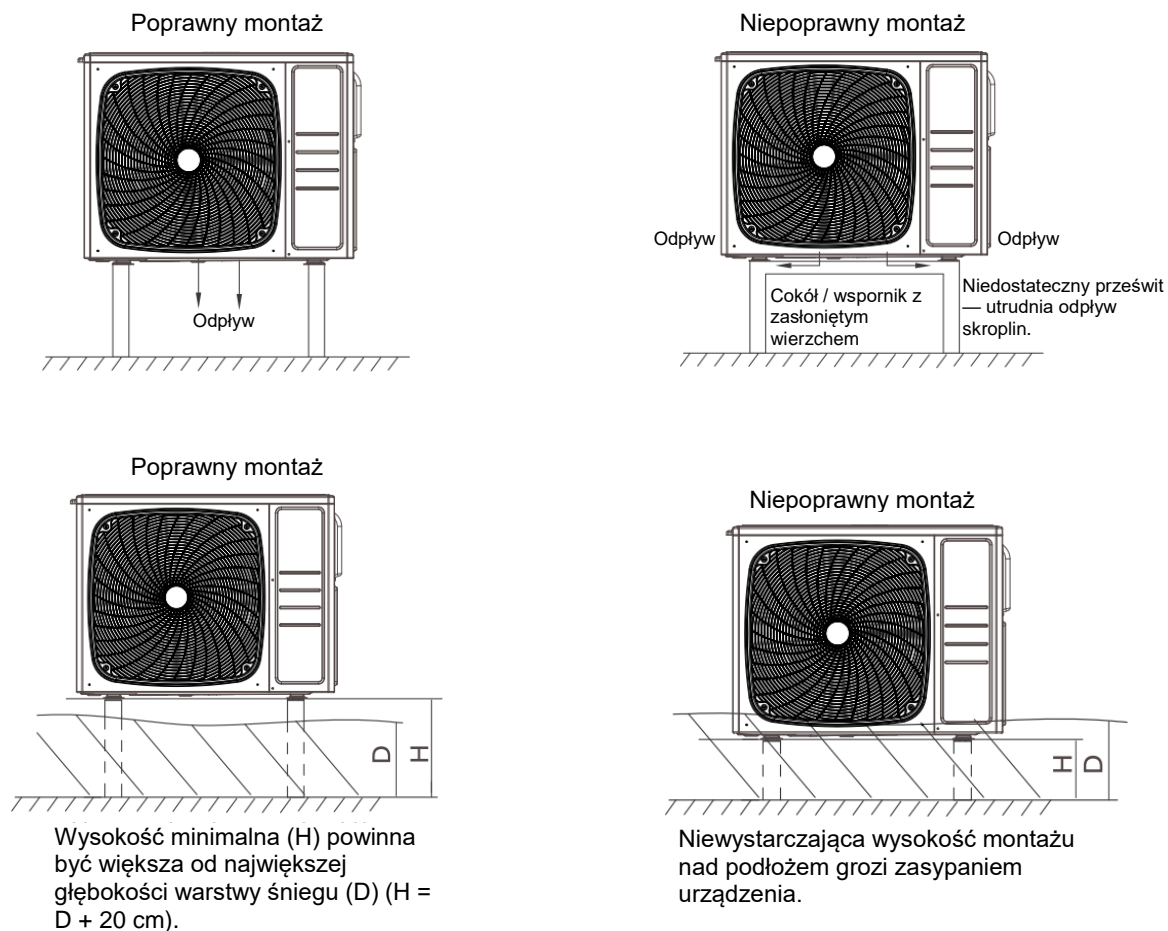 Poprawny montaż
Niepoprawny montaż
Odpływ
Odpływ
Odpływ
Cokół / wspornik z
zasłoniętym
wierzchem
Niedostateczny prześwit
— utrudnia odpływ
skroplin.
Poprawny montaż
Niepoprawny montaż
D
H
H
D
Wysokość minimalna (H) powinna
być większa od największej
głębokości warstwy śniegu (D) (H =
D + 20 cm).
Niewystarczająca wysokość montażu
nad podłożem grozi zasypaniem
urządzenia.